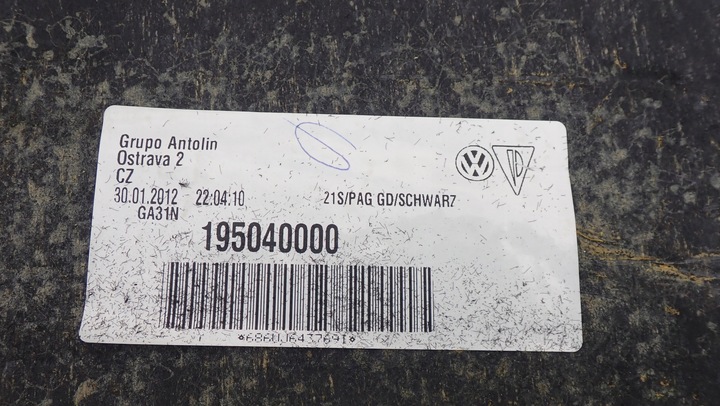 Grupo Antolin
Ostrava 2
CZ
30.01.2012 22:04:10 21S/PAG GD/SCHWARZ
GA31N
195040000